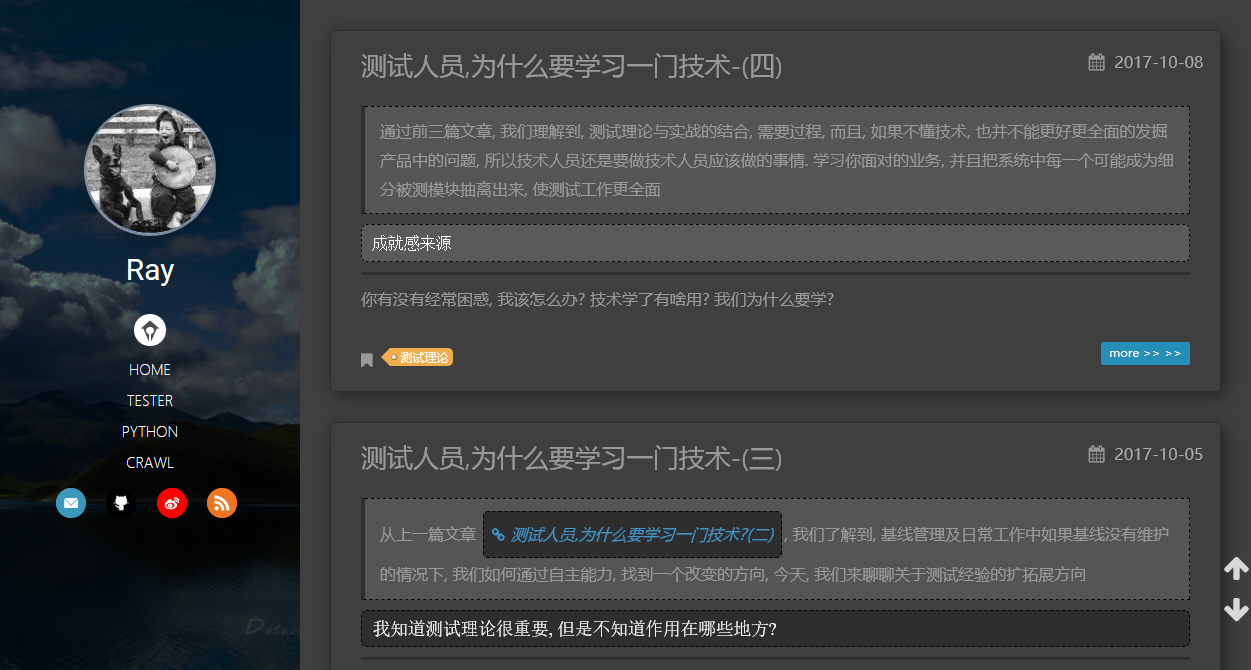 Ray
HOME
TESTER
PYTHON
CRAWL
测试人员,为什么要学习一门技术-(四)
2017-10-08
通过前三篇文章, 我们理解到, 测试理论与实战的结合, 需要过程, 而且, 如果不懂技术, 也并不能更好更全面的发掘
产品中的问题, 所以技术人员还是要做技术人员应该做的事情. 学习你面对的业务, 并且把系统中每一个可能成为细
分被测模块抽离出来, 使测试工作更全面
成就感来源
你有没有经常困惑, 我该怎么办? 技术学了有啥用? 我们为什么要学?
测试理论
more >> >>
测试人员,为什么要学习一门技术-(三)
2017-10-05
从上一篇文章 测试人员,为什么要学习一门技术?(二) , 我们了解到, 基线管理及日常工作中如果基线没有维护
的情况下, 我们如何通过自主能力, 找到一个改变的方向, 今天, 我们来聊聊关于测试经验的扩拓展方向
我知道测试理论很重要, 但是不知道作用在哪些地方?